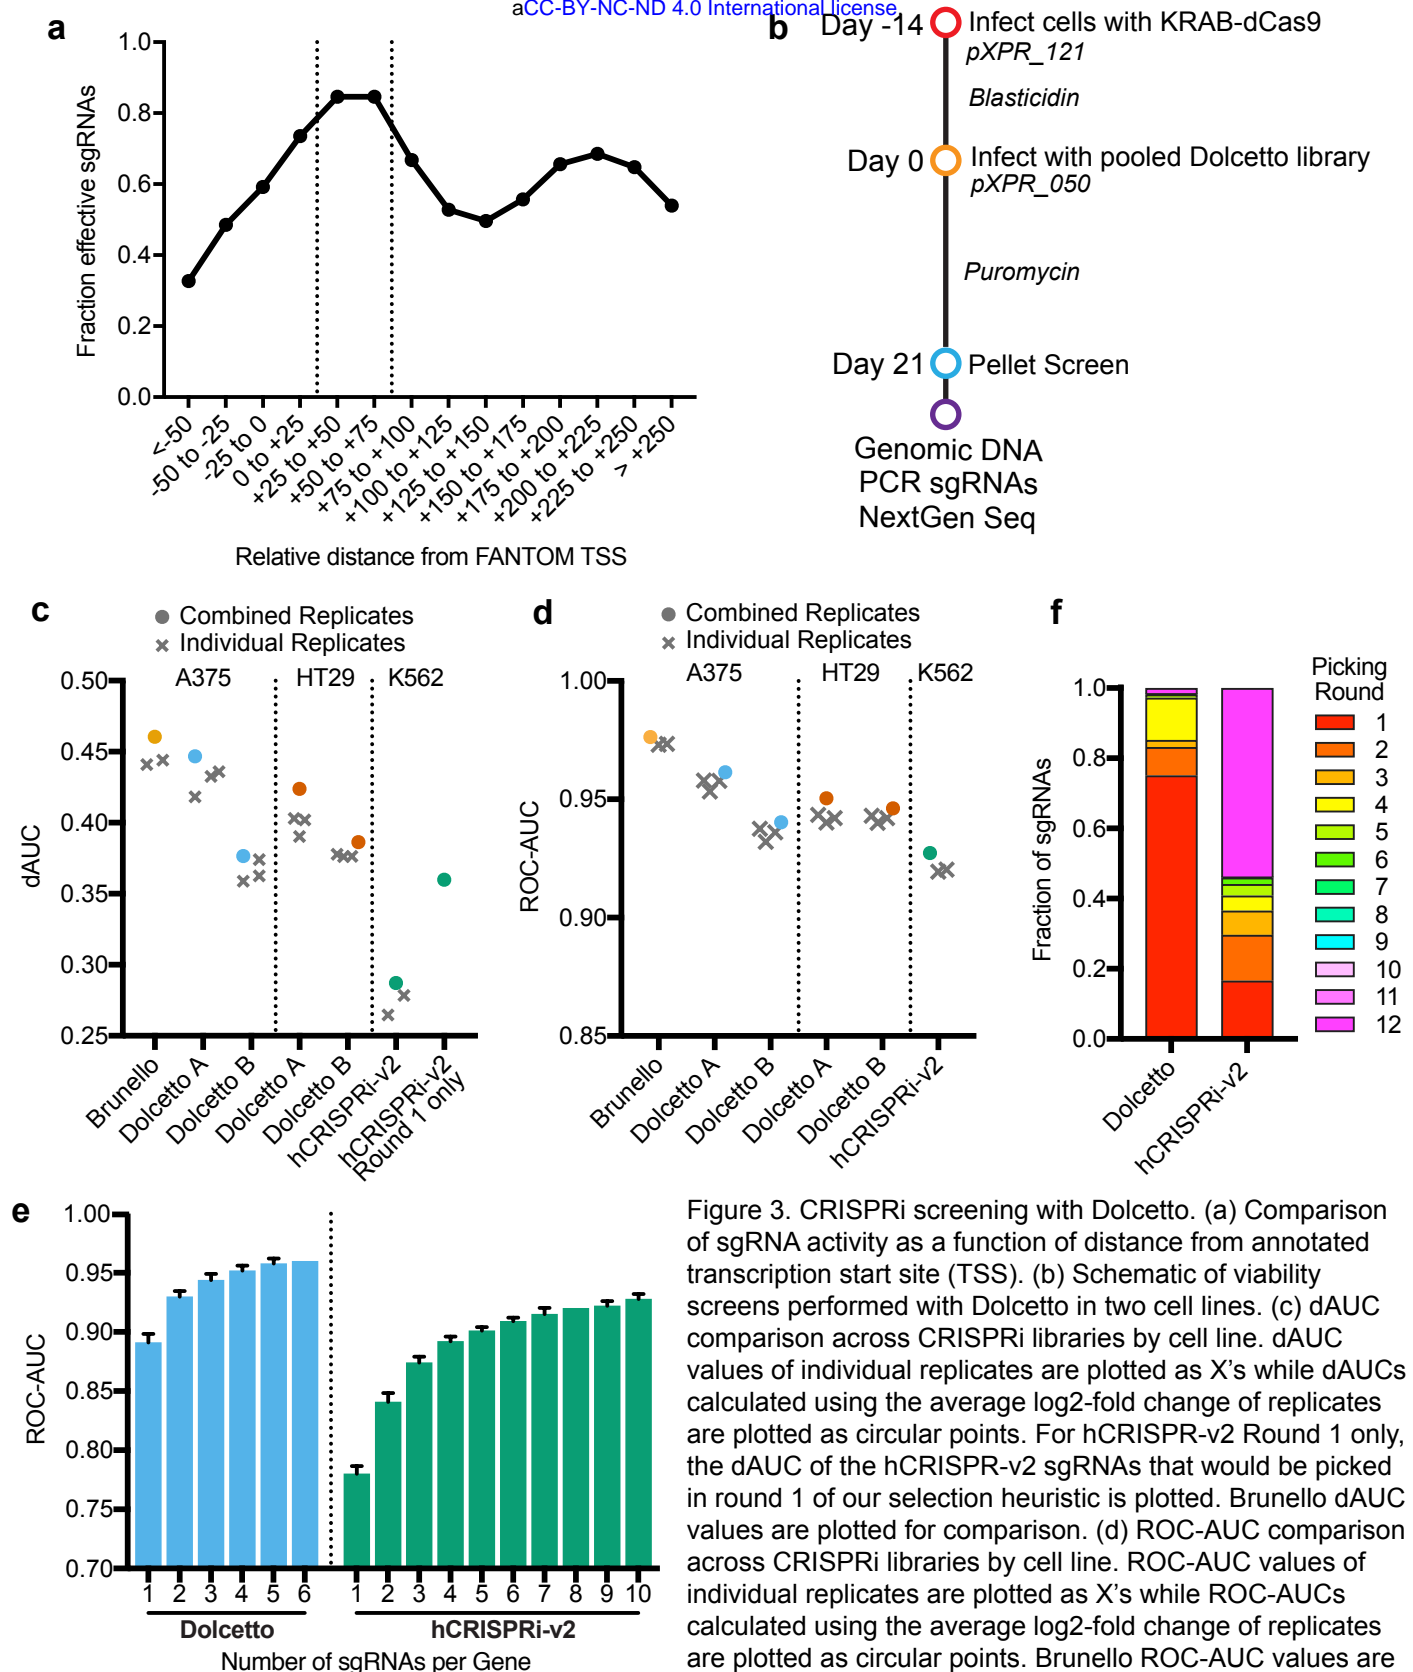 aCC-BY-NC-ND 4.0 International license.
a
1.0
0.8
0.6
0.4
0.2
0.0
Fraction effective sgRNAs
<-50
-50 to -25
-25 to 0
0 to +25
+25 to +50
+50 to +75
+75 to +100
+100 to +125
+125 to +150
+150 to +175
+175 to +200
+200 to +225
+225 to +250
> +250
Relative distance from FANTOM TSS
b
Day -14
Infect cells with KRAB-dCas9
pXPR_121
Blasticidin
Day 0
Infect with pooled Dolcetto library
pXPR_050
Puromycin
Day 21
Pellet Screen
Genomic DNA
PCR sgRNAs
NextGen Seq
c
Combined Replicates
Individual Replicates
A375
HT29
K562
0.50
0.45
0.40
0.35
0.30
0.25
dAUC
Brunello
Dolcetto A
Dolcetto B
Dolcetto A
Dolcetto B
hCRISPRi-v2
hCRISPRi-v2
Round 1 only
d
Combined Replicates
Individual Replicates
A375
HT29
K562
1.00
0.95
0.90
0.85
ROC-AUC
Brunello
Dolcetto A
Dolcetto B
Dolcetto A
Dolcetto B
hCRISPRi-v2
f
1.0
0.8
0.6
0.4
0.2
0.0
Fraction of sgRNAs
Dolcetto
hCRISPRi-v2
Picking
Round
1
2
3
4
5
6
7
8
9
10
11
12
e
1.00
0.95
0.90
0.85
0.80
0.75
0.70
ROC-AUC
1 2 3 4 5 6
1 2 3 4 5 6 7 8 9 10
Dolcetto
hCRISPRi-v2
Number of sgRNAs per Gene
Figure 3. CRISPRi screening with Dolcetto. (a) Comparison
of sgRNA activity as a function of distance from annotated
transcription start site (TSS). (b) Schematic of viability
screens performed with Dolcetto in two cell lines. (c) dAUC
comparison across CRISPRi libraries by cell line. dAUC
values of individual replicates are plotted as X's while dAUCs
calculated using the average log2-fold change of replicates
are plotted as circular points. For hCRISPR-v2 Round 1 only,
the dAUC of the hCRISPR-v2 sgRNAs that would be picked
in round 1 of our selection heuristic is plotted. Brunello dAUC
values are plotted for comparison. (d) ROC-AUC comparison
across CRISPRi libraries by cell line. ROC-AUC values of
individual replicates are plotted as X's while ROC-AUCs
calculated using the average log2-fold change of replicates
are plotted as circular points. Brunello ROC-AUC values are